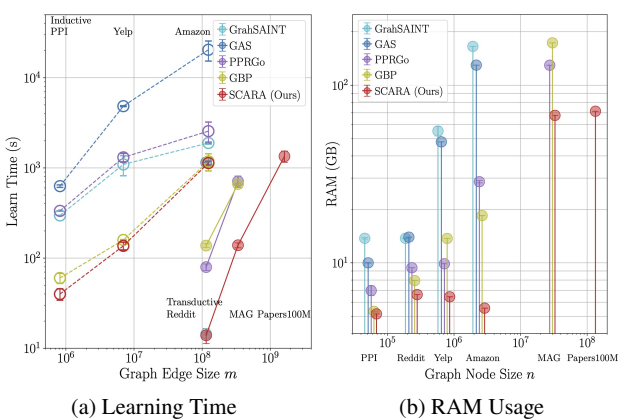 Inductive
PPI
Yelp
Amazon
GrahSAINT
GAS
PPRGo
GBP
SCARA (Ours)
Transductive
Reddit
MAG
Papers100M
Learn Time (s)
10^4
10^3
10^2
10^1
10^6
10^7
10^8
10^9
Graph Edge Size m
(a) Learning Time
GrahSAINT
GAS
PPRGo
GBP
SCARA (Ours)
RAM (GB)
10^2
10^1
10^5
10^6
10^7
10^8
PPI
Reddit
Yelp
Amazon
MAG
Papers100M
Graph Node Size n
(b) RAM Usage